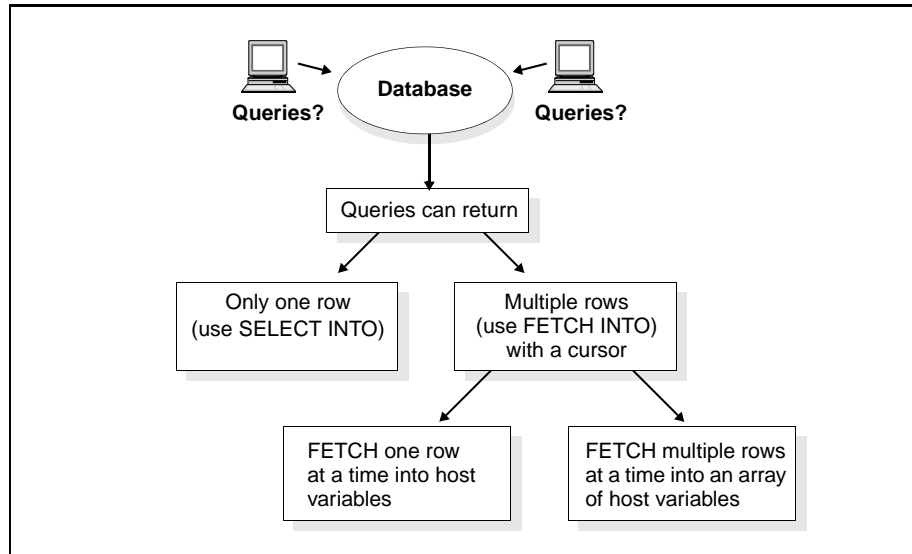 Database
Queries?
Queries?
Queries can return
Only one row
(use SELECT INTO)
Multiple rows
(use FETCH INTO)
with a cursor
FETCH one row
at a time into host
variables
FETCH multiple rows
at a time into an array
of host variables